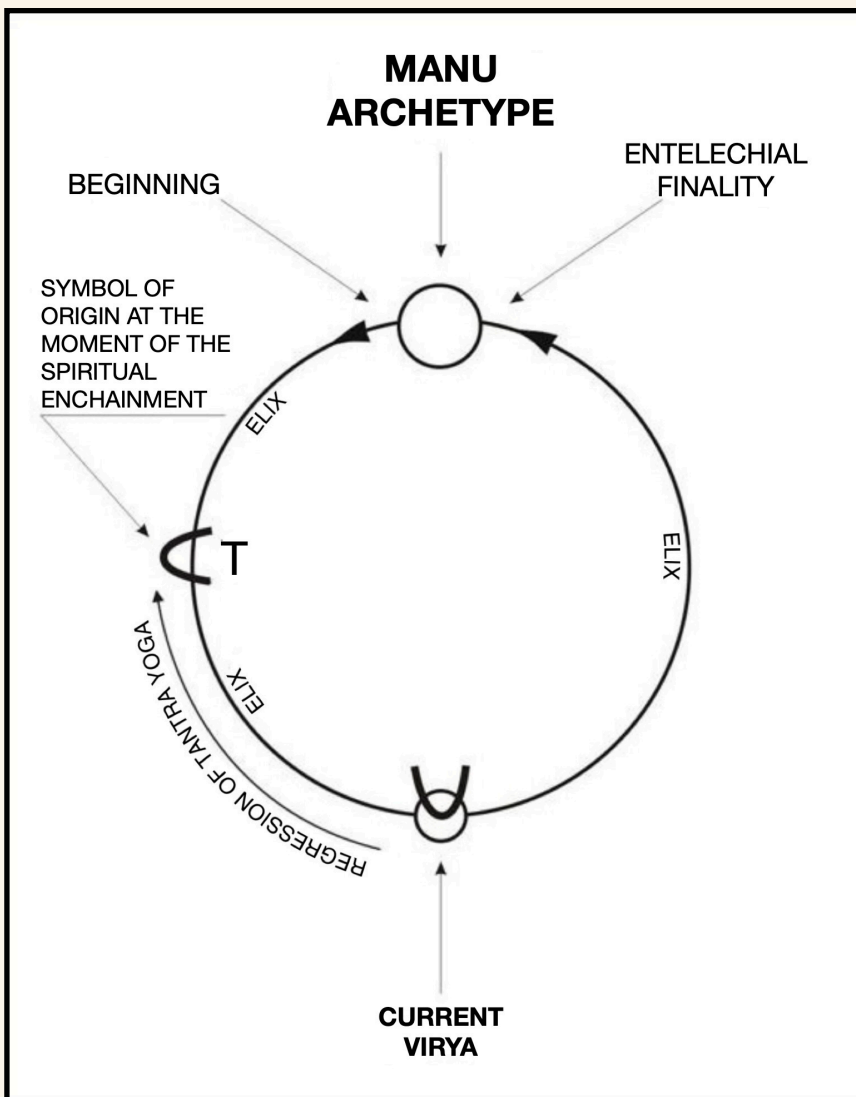 MANU
ARCHETYPE
BEGINNING
ENTELECHIAL
FINALITY
SYMBOL OF
ORIGIN AT THE
MOMENT OF THE
SPIRITUAL
ENCHAINMENT
ELIX
T
ELIX
ELIX
REGRESSION OF TANTRA YOGA
CURRENT
VIRYA